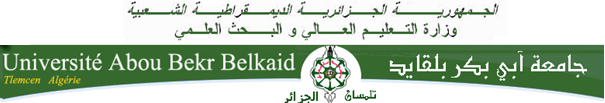 الجمهورية الجزائرية الديمقراطية الشعبية
وزارة التعليم العالي و البحث العلمي
Université Abou Bekr Belkaid
جامعة أبي بكر بلقايد
Tlemcen Algérie
تلمسان الجزائر